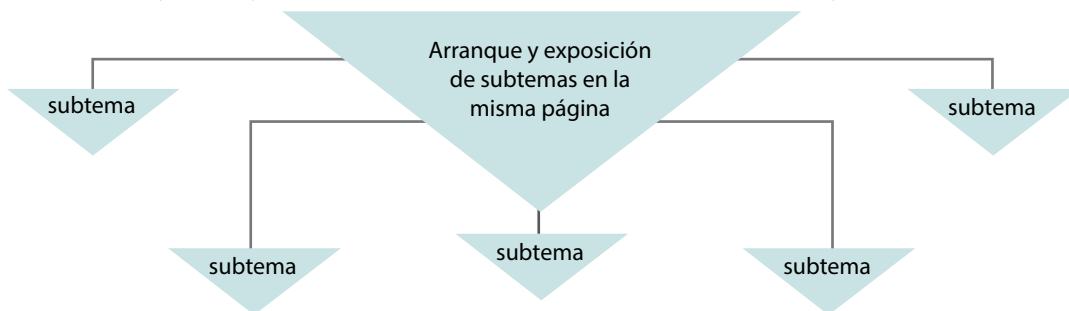 Arranque y exposición
de subtemas en la
misma página
subtema
subtema
subtema
subtema
subtema